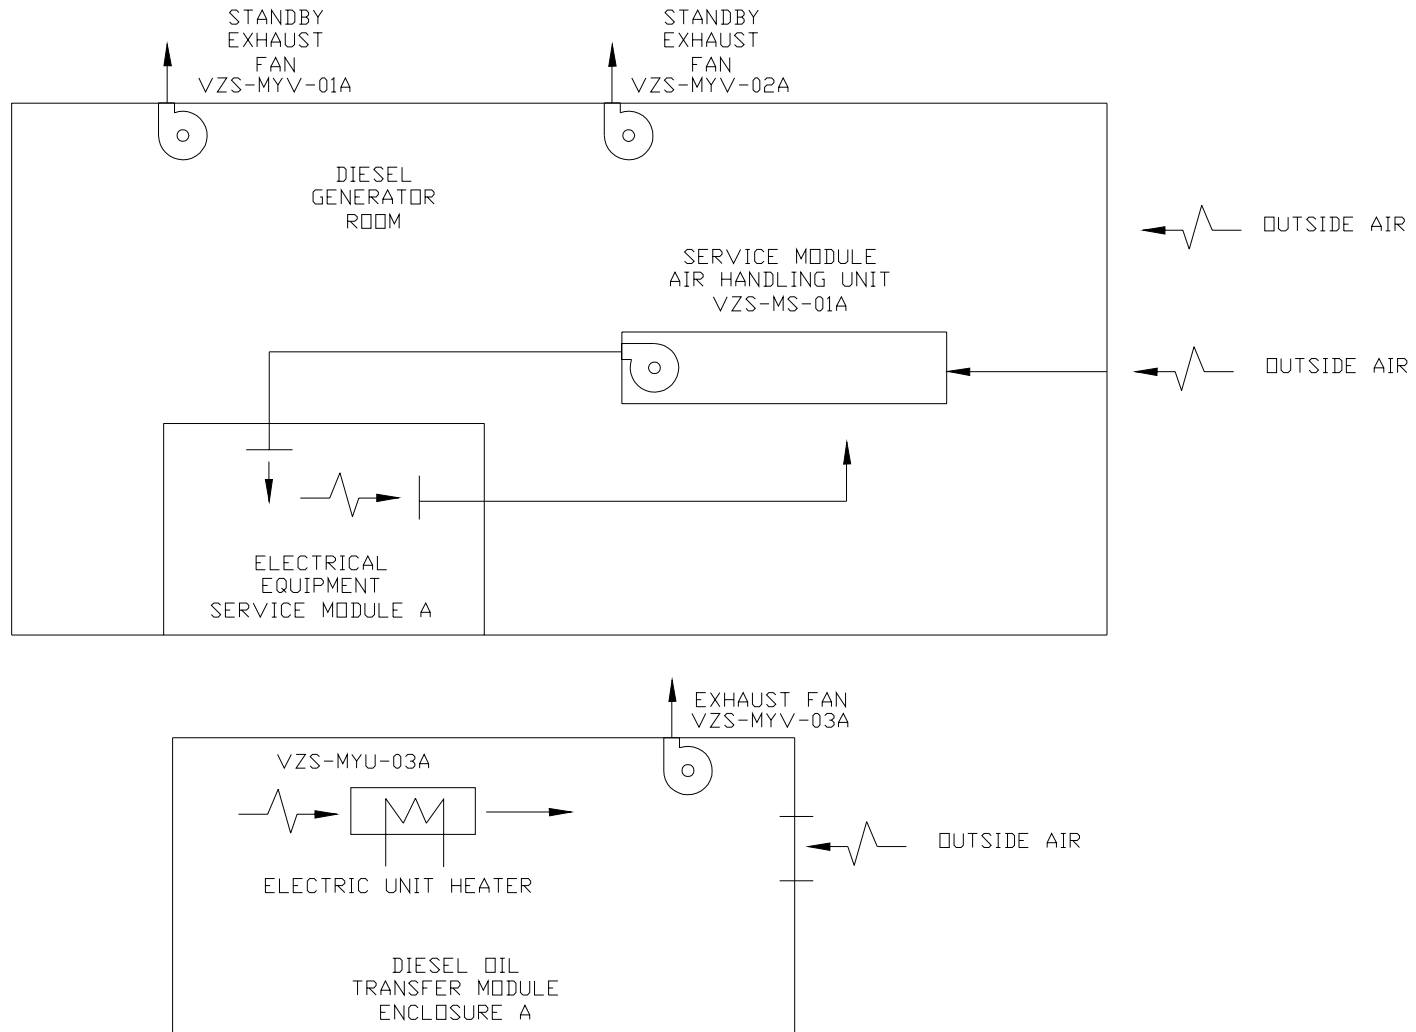 STANDBY
EXHAUST
FAN
VZS-MYV-01A
STANDBY
EXHAUST
FAN
VZS-MYV-02A
DIESEL
GENERATOR
ROOM
OUTSIDE AIR
SERVICE MODULE
AIR HANDLING UNIT
VZS-MS-01A
OUTSIDE AIR
ELECTRICAL
EQUIPMENT
SERVICE MODULE A
EXHAUST FAN
VZS-MYV-03A
VZS-MYU-03A
OUTSIDE AIR
ELECTRIC UNIT HEATER
DIESEL OIL
TRANSFER MODULE
ENCLOSURE A